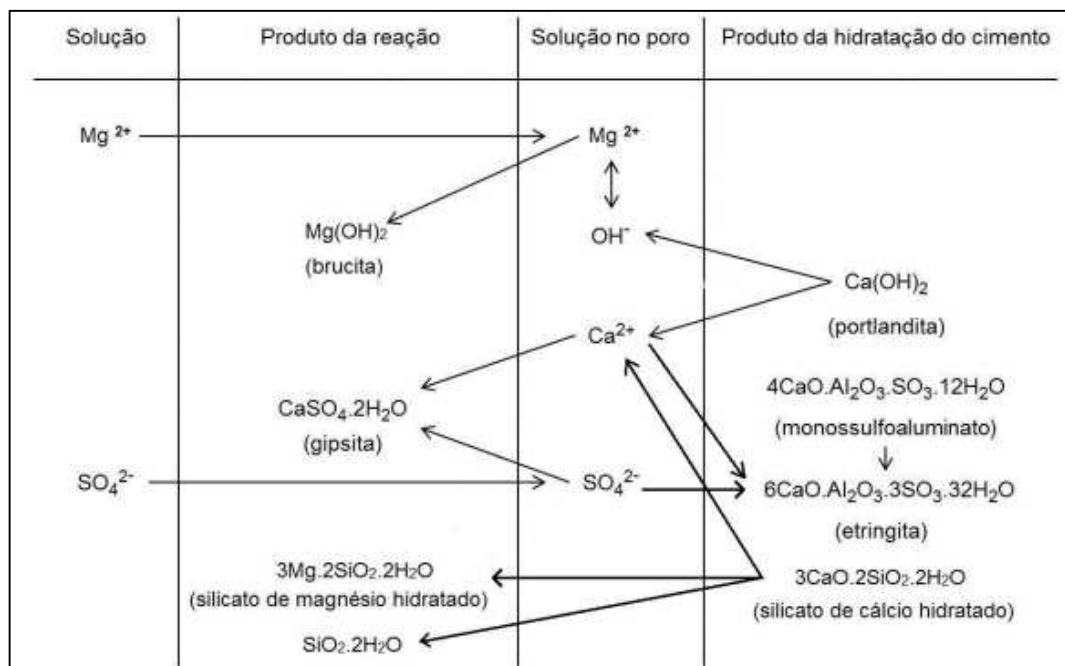 Solução Produto da reação Solução no poro Produto da hidratação do cimento
Mg ²⁺ Mg ²⁺
Mg(OH)₂ OH⁻
(brucita)
Ca(OH)₂
(portlandita)
Ca²⁺
4CaO.Al₂O₃.SO₃.12H₂O
CaSO₄.2H₂O
(monossulfoaluminato)
(gipsita)
SO₄²⁻ SO₄²⁻ 6CaO.Al₂O₃.3SO₃.32H₂O
(etringita)
3Mg.2SiO₂.2H₂O 3CaO.2SiO₂.2H₂O
(silicato de magnésio hidratado) (silicato de cálcio hidratado)
SiO₂.2H₂O